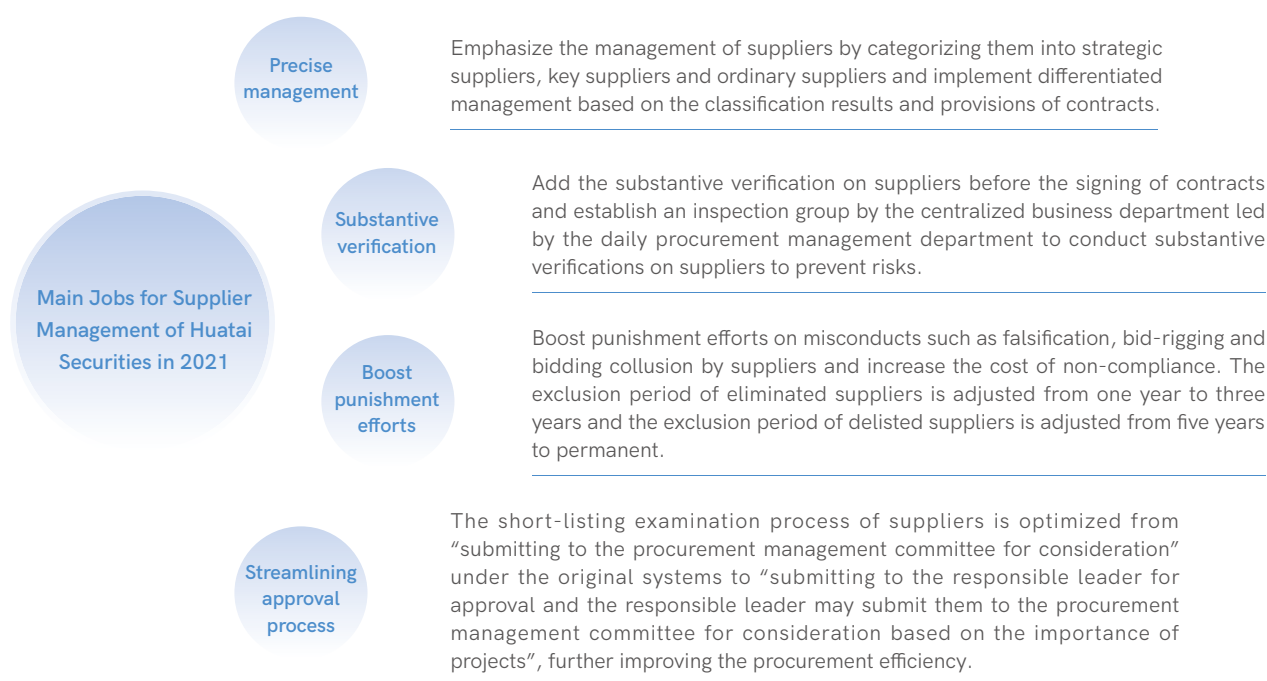 Main Jobs for Supplier
Management of Huatai
Securities in 2021
Precise
management
Emphasize the management of suppliers by categorizing them into strategic
suppliers, key suppliers and ordinary suppliers and implement differentiated
management based on the classification results and provisions of contracts.
Substantive
verification
Add the substantive verification on suppliers before the signing of contracts
and establish an inspection group by the centralized business department led
by the daily procurement management department to conduct substantive
verifications on suppliers to prevent risks.
Boost
punishment
efforts
Boost punishment efforts on misconducts such as falsification, bid-rigging and
bidding collusion by suppliers and increase the cost of non-compliance. The
exclusion period of eliminated suppliers is adjusted from one year to three
years and the exclusion period of delisted suppliers is adjusted from five years
to permanent.
Streamlining
approval
process
The short-listing examination process of suppliers is optimized from
“submitting to the procurement management committee for consideration”
under the original systems to “submitting to the responsible leader for
approval and the responsible leader may submit them to the procurement
management committee for consideration based on the importance of
projects”, further improving the procurement efficiency.